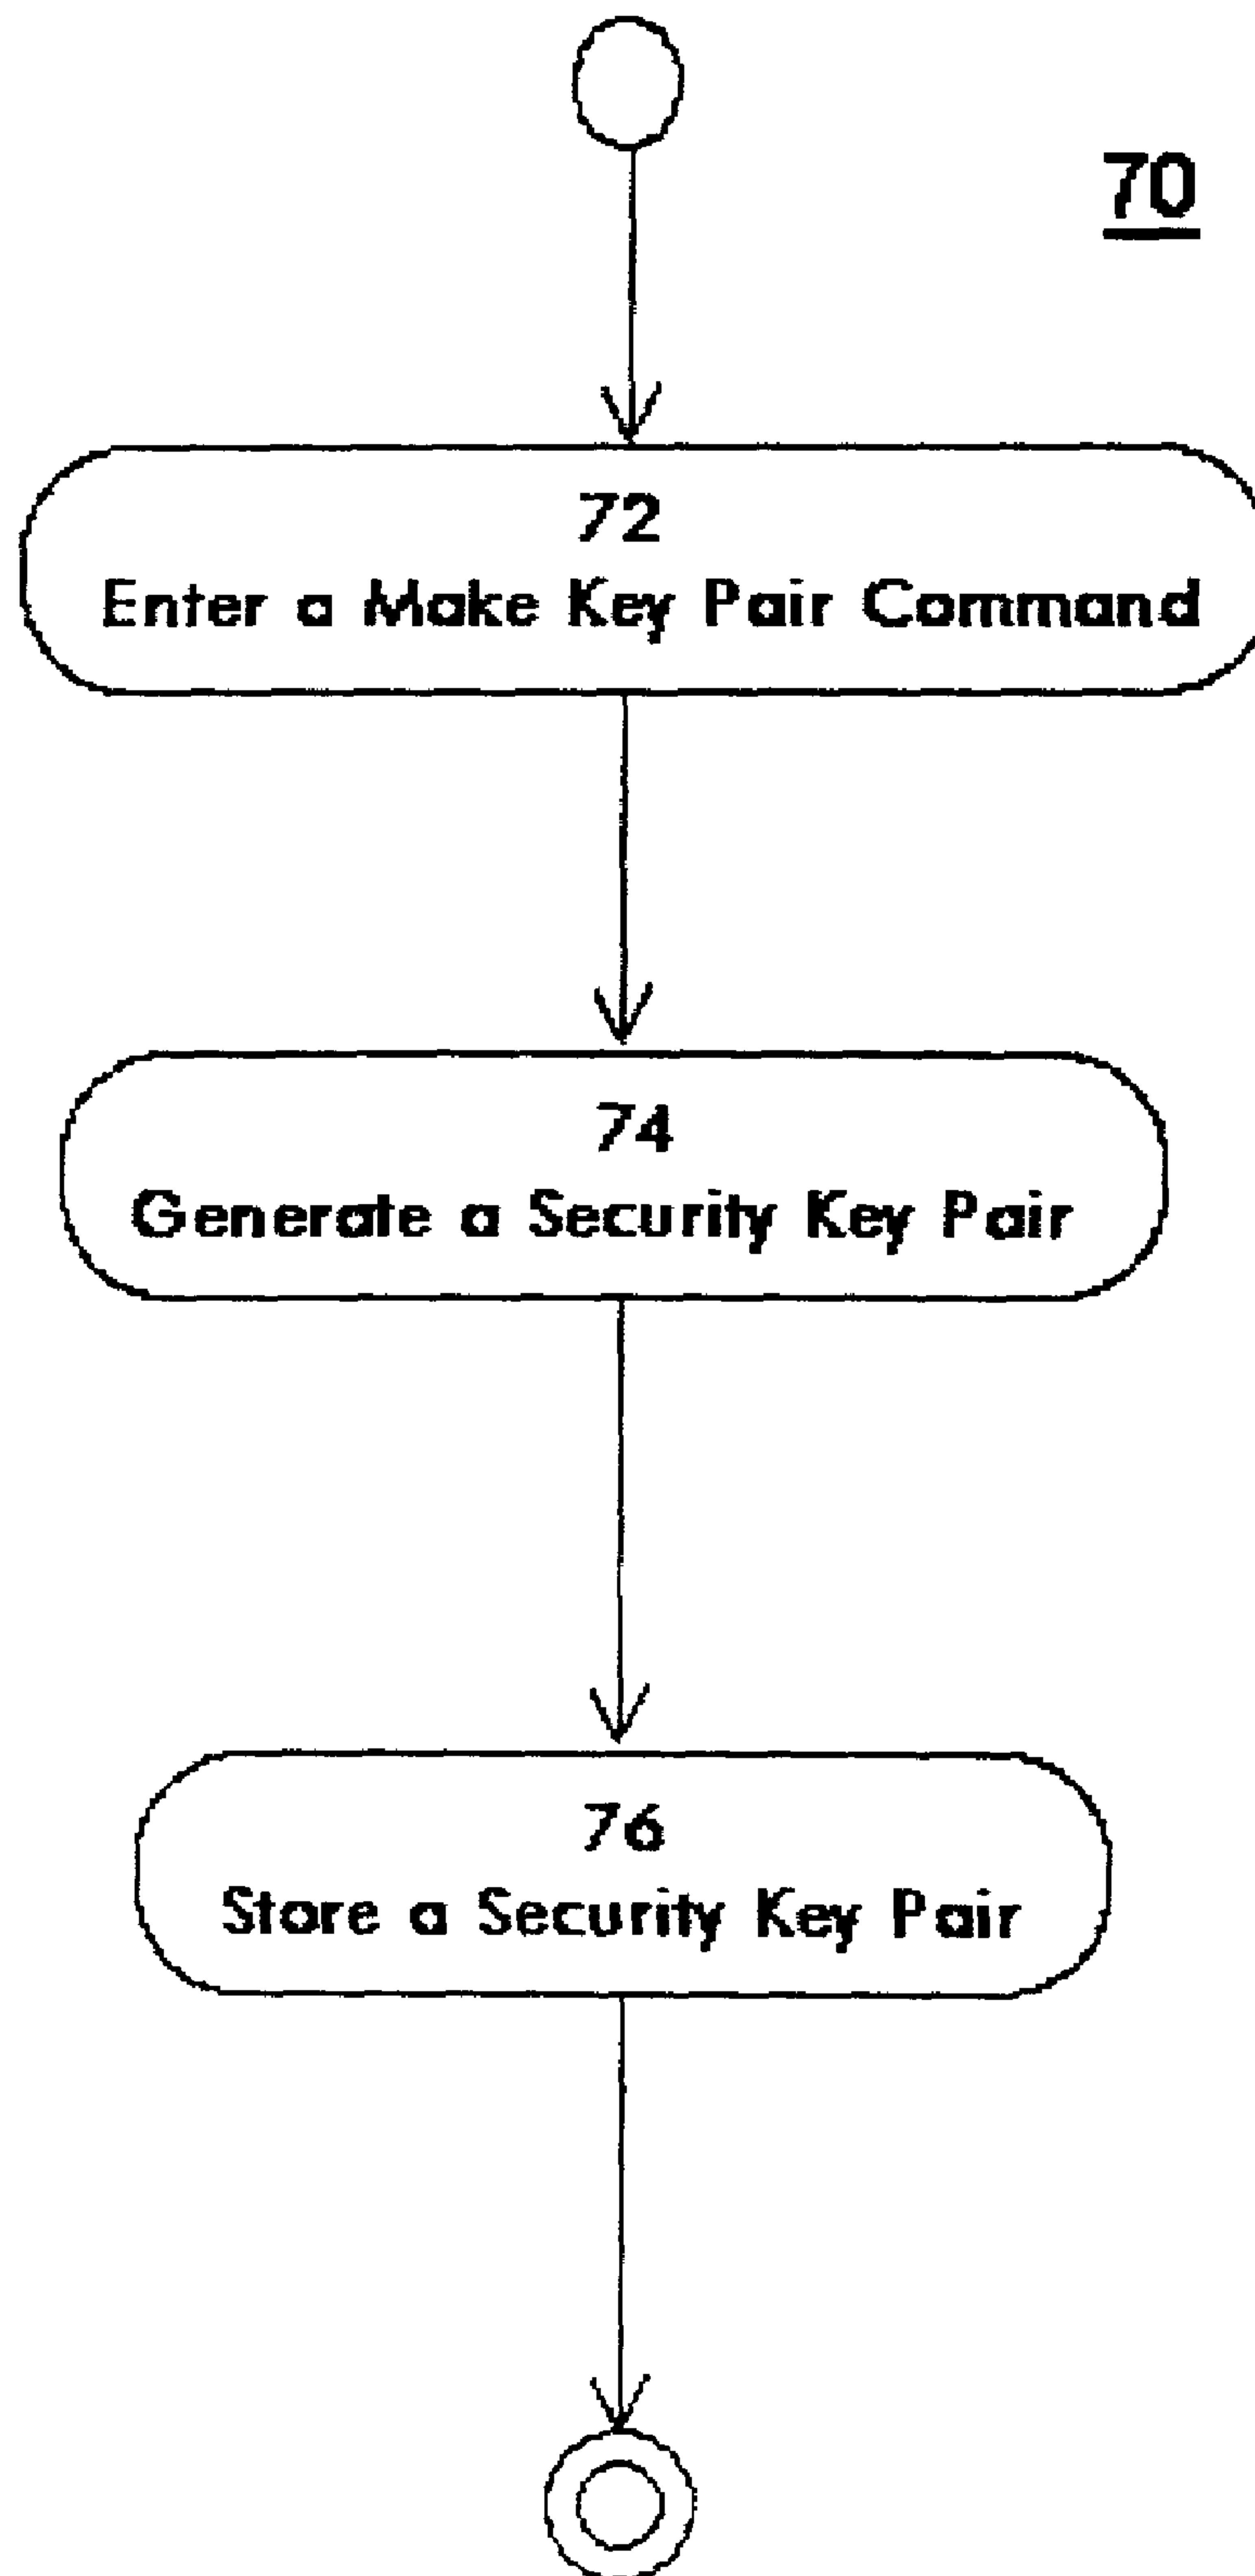 70
72
Enter a Make Key Pair Command
74
Generate a Security Key Pair
76
Store a Security Key Pair